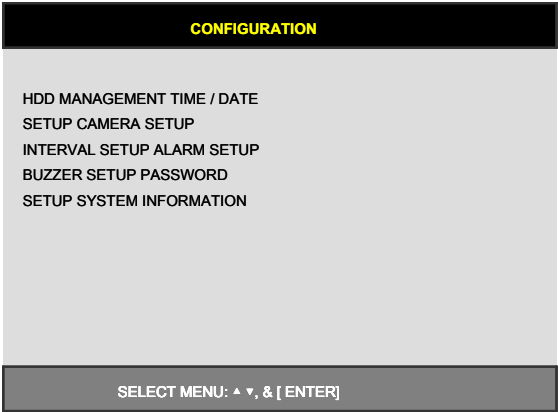 CONFIGURATION
HDD MANAGEMENT TIME / DATE
SETUP CAMERA SETUP
INTERVAL SETUP ALARM SETUP
BUZZER SETUP PASSWORD
SETUP SYSTEM INFORMATION
SELECT MENU: ▲ ▼, & [ ENTER]